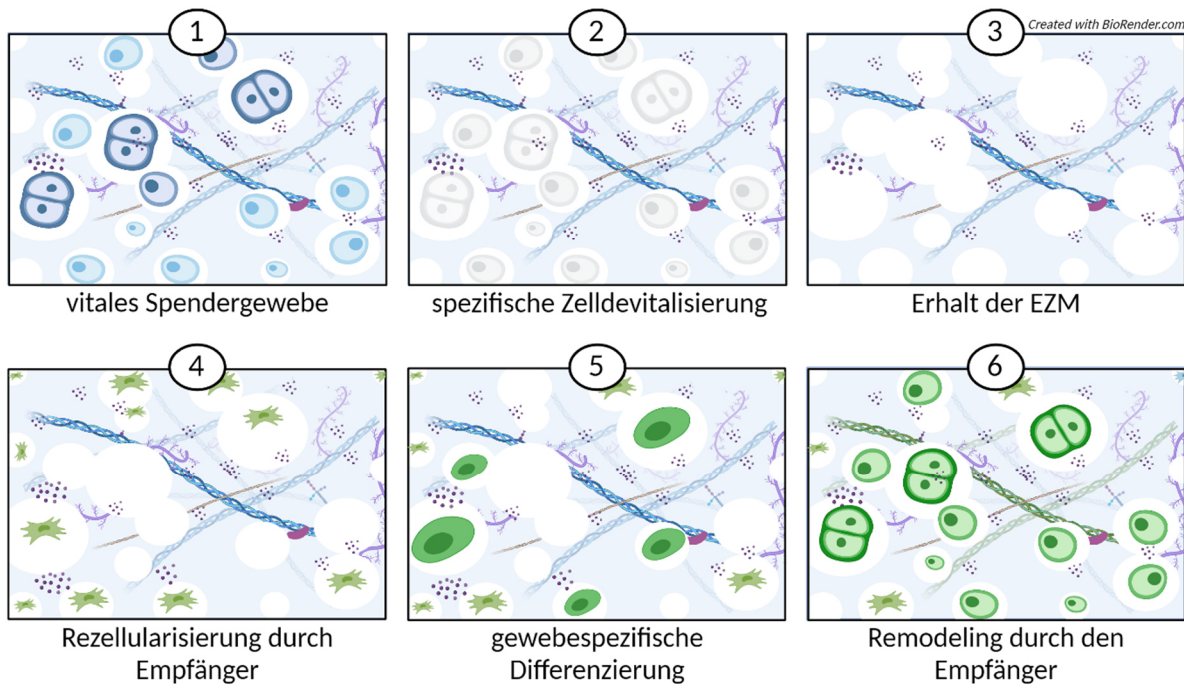 1
2
3
Created with BioRender.com
vitales Spendergewebe
spezifische Zelldevitalisierung
Erhalt der EZM
4
5
6
Rezellularisierung durch
Empfänger
gewebespezifische
Differenzierung
Remodeling durch den
Empfänger